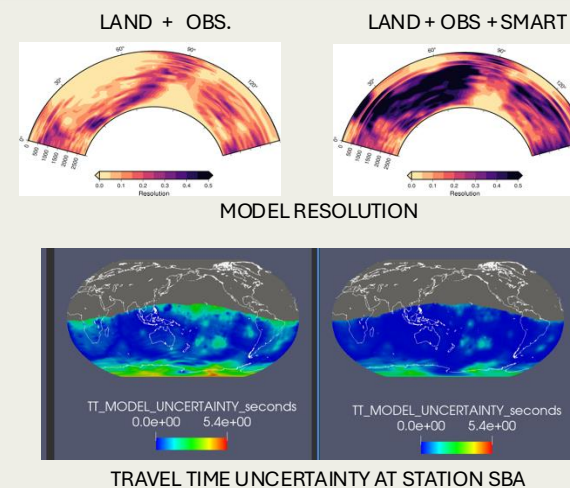 LAND + OBS.
LAND + OBS + SMART
0° 30° 60° 90° 120°
0 500 1000 1500 2000 2500
0.0 0.1 0.2 0.3 0.4 0.5
Resolution
0° 30° 60° 90° 120°
0 500 1000 1500 2000 2500
0.0 0.1 0.2 0.3 0.4 0.5
Resolution
MODEL RESOLUTION
TT_MODEL_UNCERTAINTY_seconds
0.0e+00 5.4e+00
TT_MODEL_UNCERTAINTY_seconds
0.0e+00 5.4e+00
TRAVEL TIME UNCERTAINTY AT STATION SBA